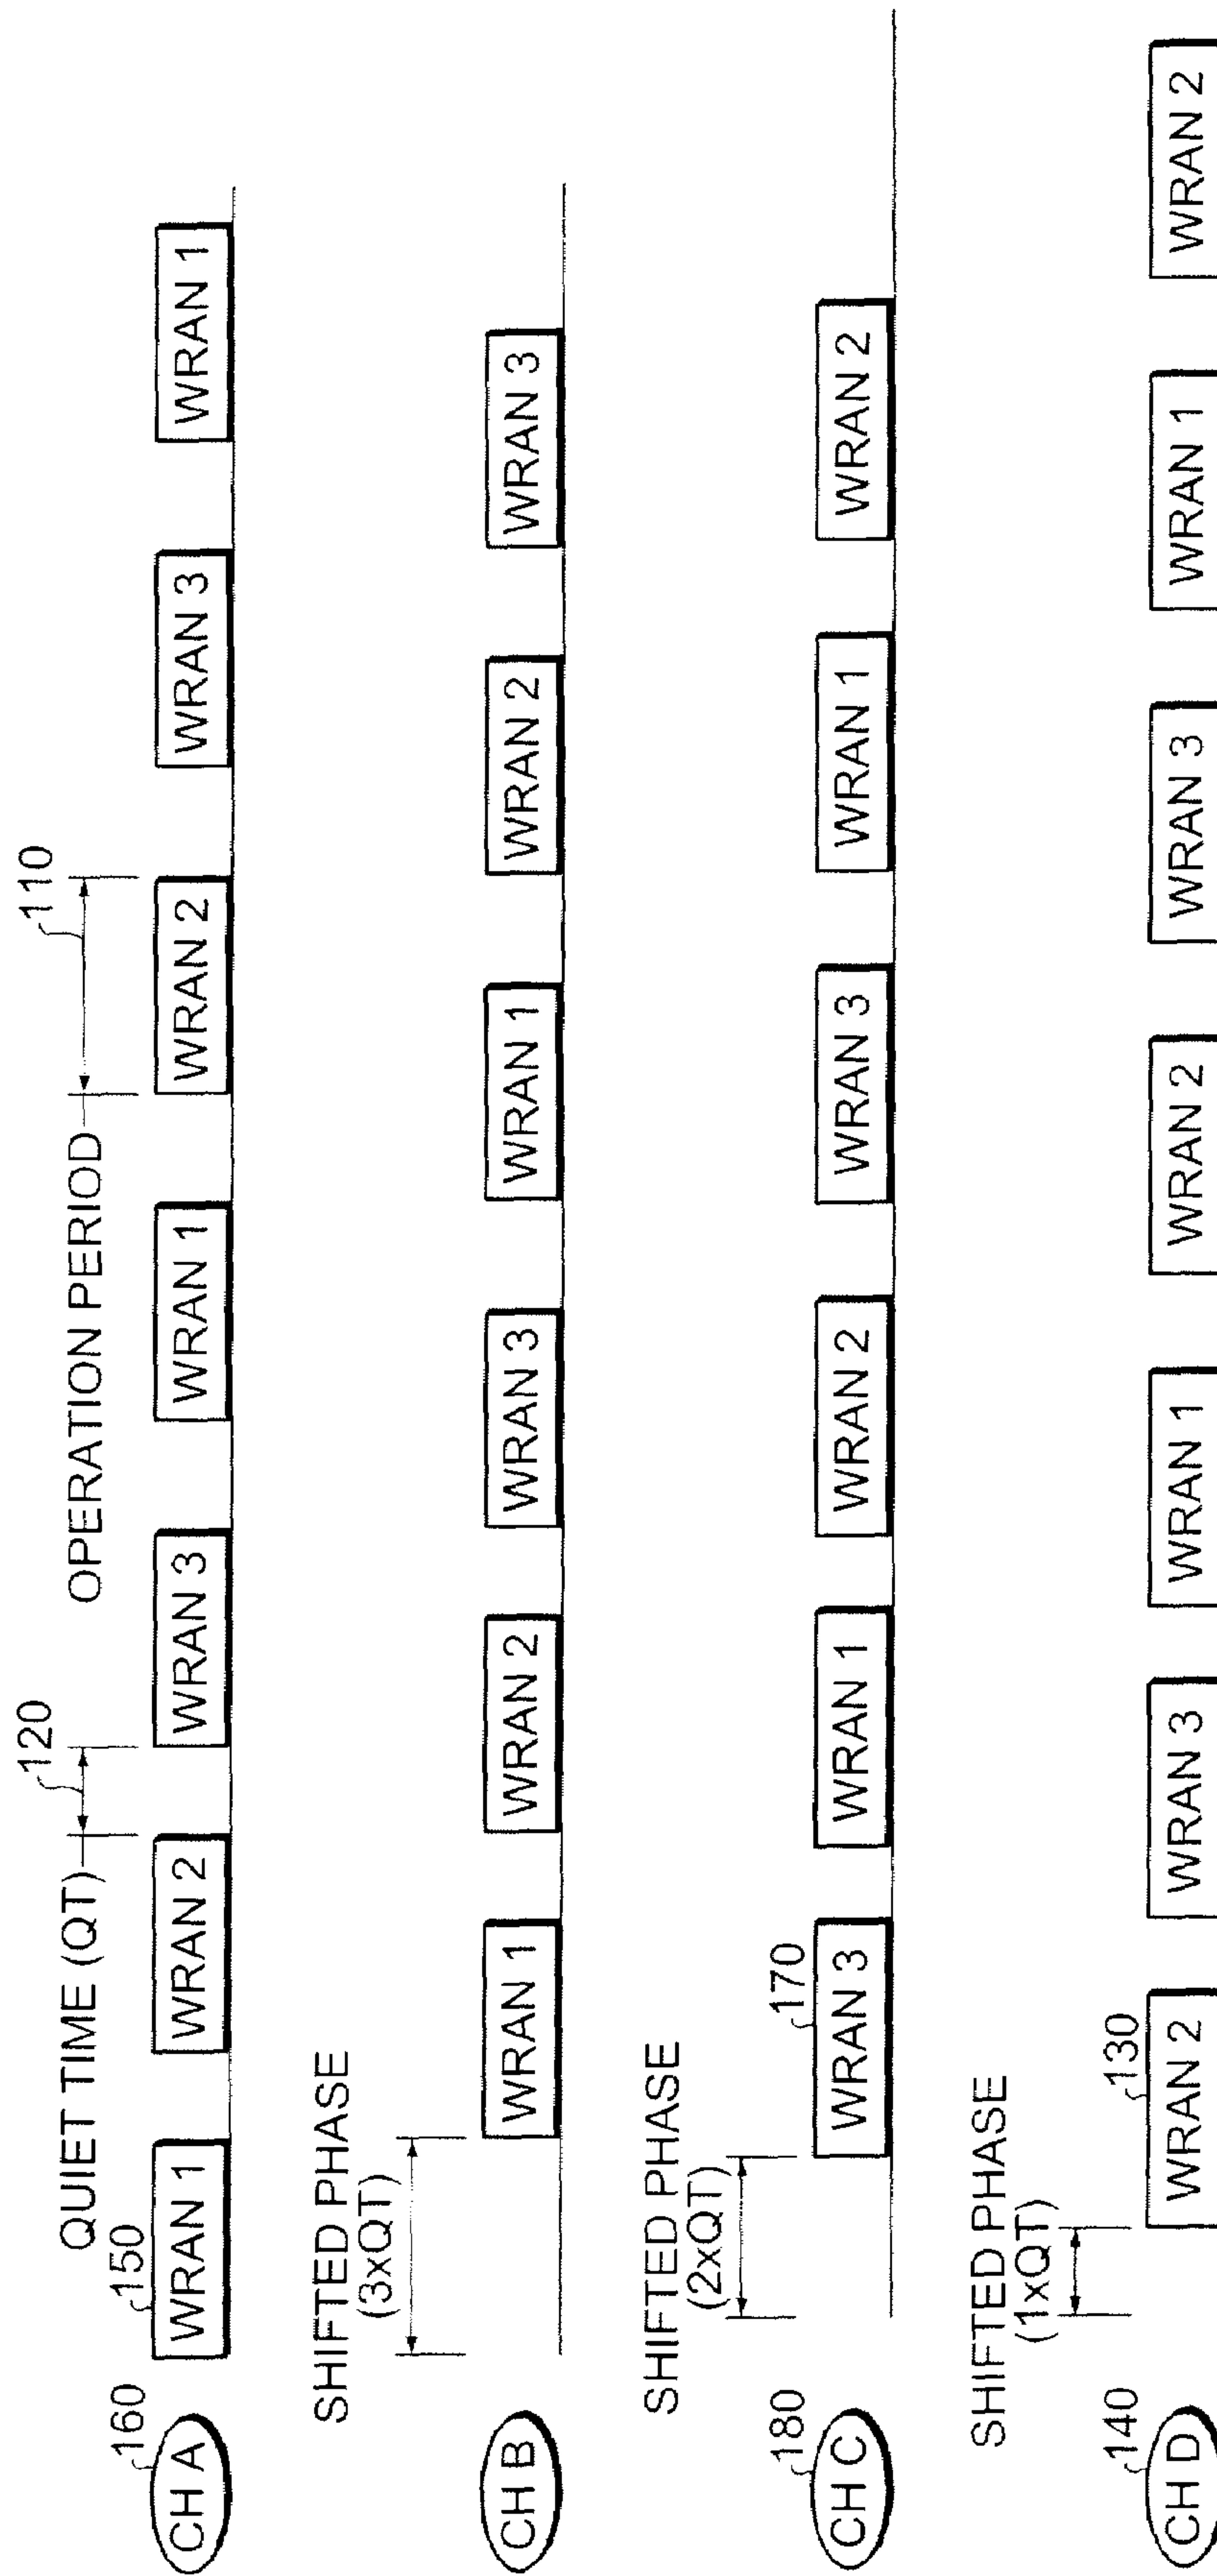 QUIET TIME (QT)
120
OPERATION PERIOD
110
160
CH A
150
WRAN 1
WRAN 2
WRAN 3
WRAN 1
WRAN 2
WRAN 3
WRAN 1
SHIFTED PHASE
(3xQT)
CH B
WRAN 1
WRAN 2
WRAN 3
WRAN 1
WRAN 2
WRAN 3
SHIFTED PHASE
(2xQT)
180
CH C
170
WRAN 3
WRAN 1
WRAN 2
WRAN 3
WRAN 1
WRAN 2
SHIFTED PHASE
(1xQT)
140
CH D
130
WRAN 2
WRAN 3
WRAN 1
WRAN 2
WRAN 3
WRAN 1
WRAN 2